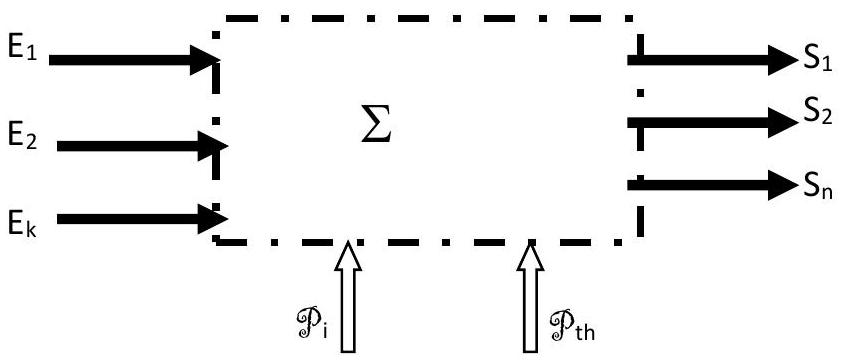 E₁ S₁
E₂ Σ S₂
Eₖ Sₙ
𝒫ᵢ 𝒫ₜₕ